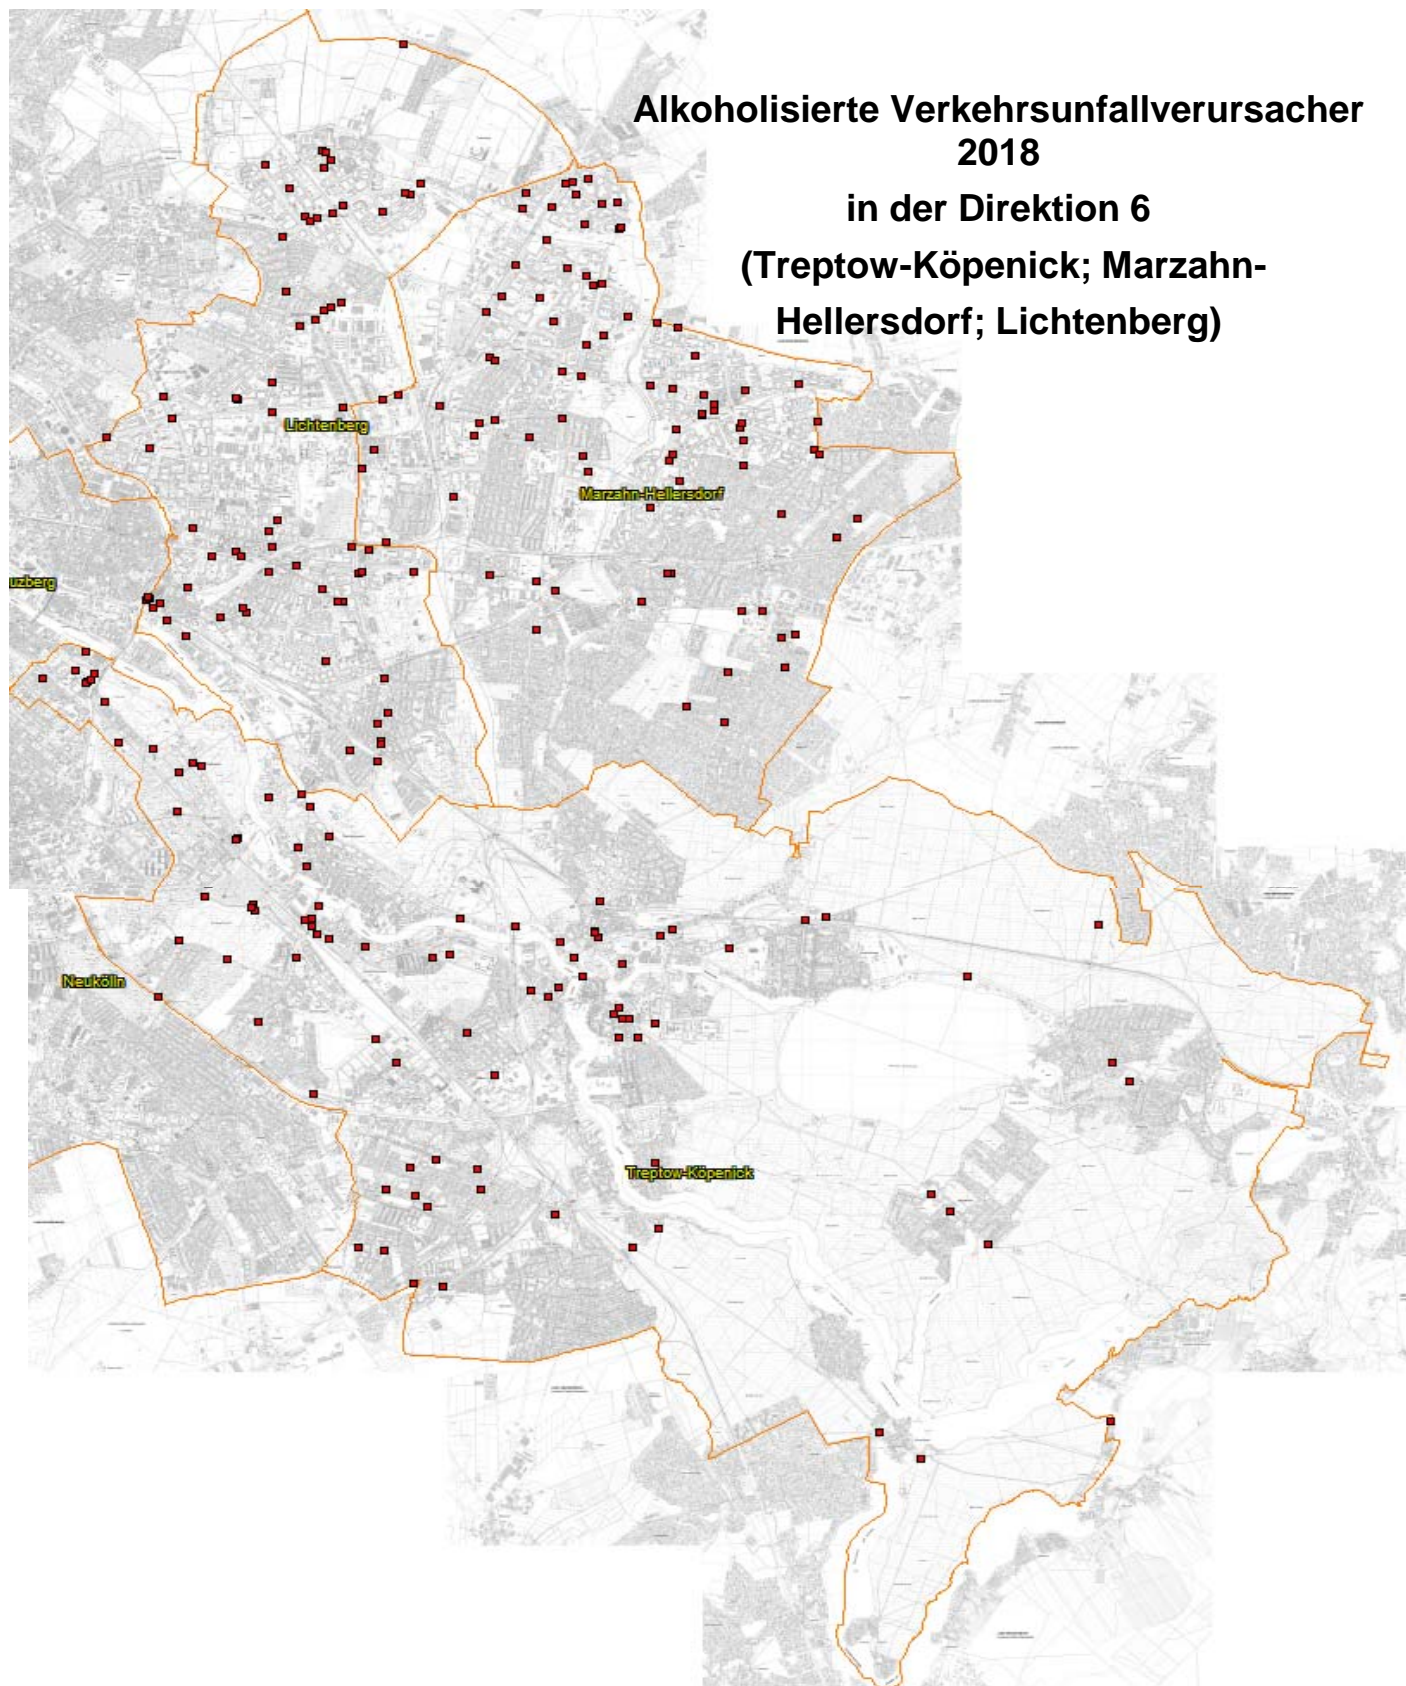 Alkoholisierte Verkehrsunfallverursacher
2018
in der Direktion 6
(Treptow-Köpenick; Marzahn-
Hellersdorf; Lichtenberg)
Lichtenberg
Marzahn-Hellersdorf
uzberg
Neukölln
Treptow-Köpenick